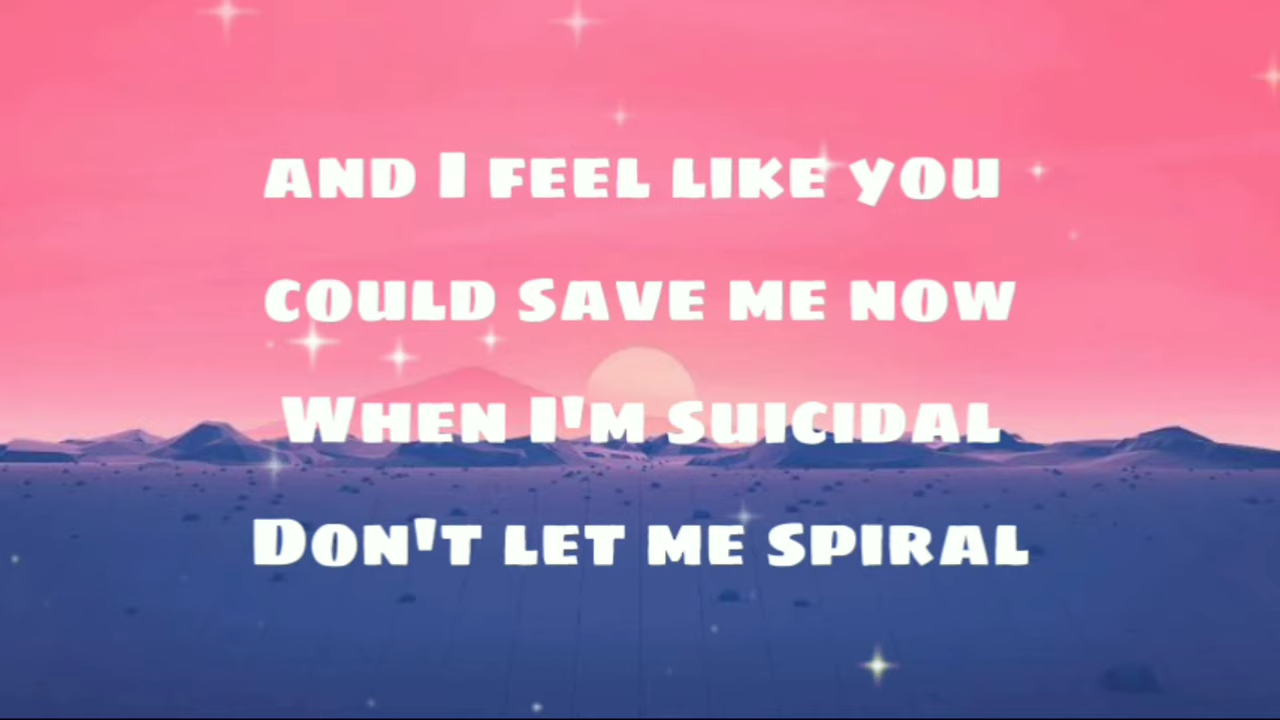 and I feel like you
could save me now
When I'm suicidal
Don't let me spiral